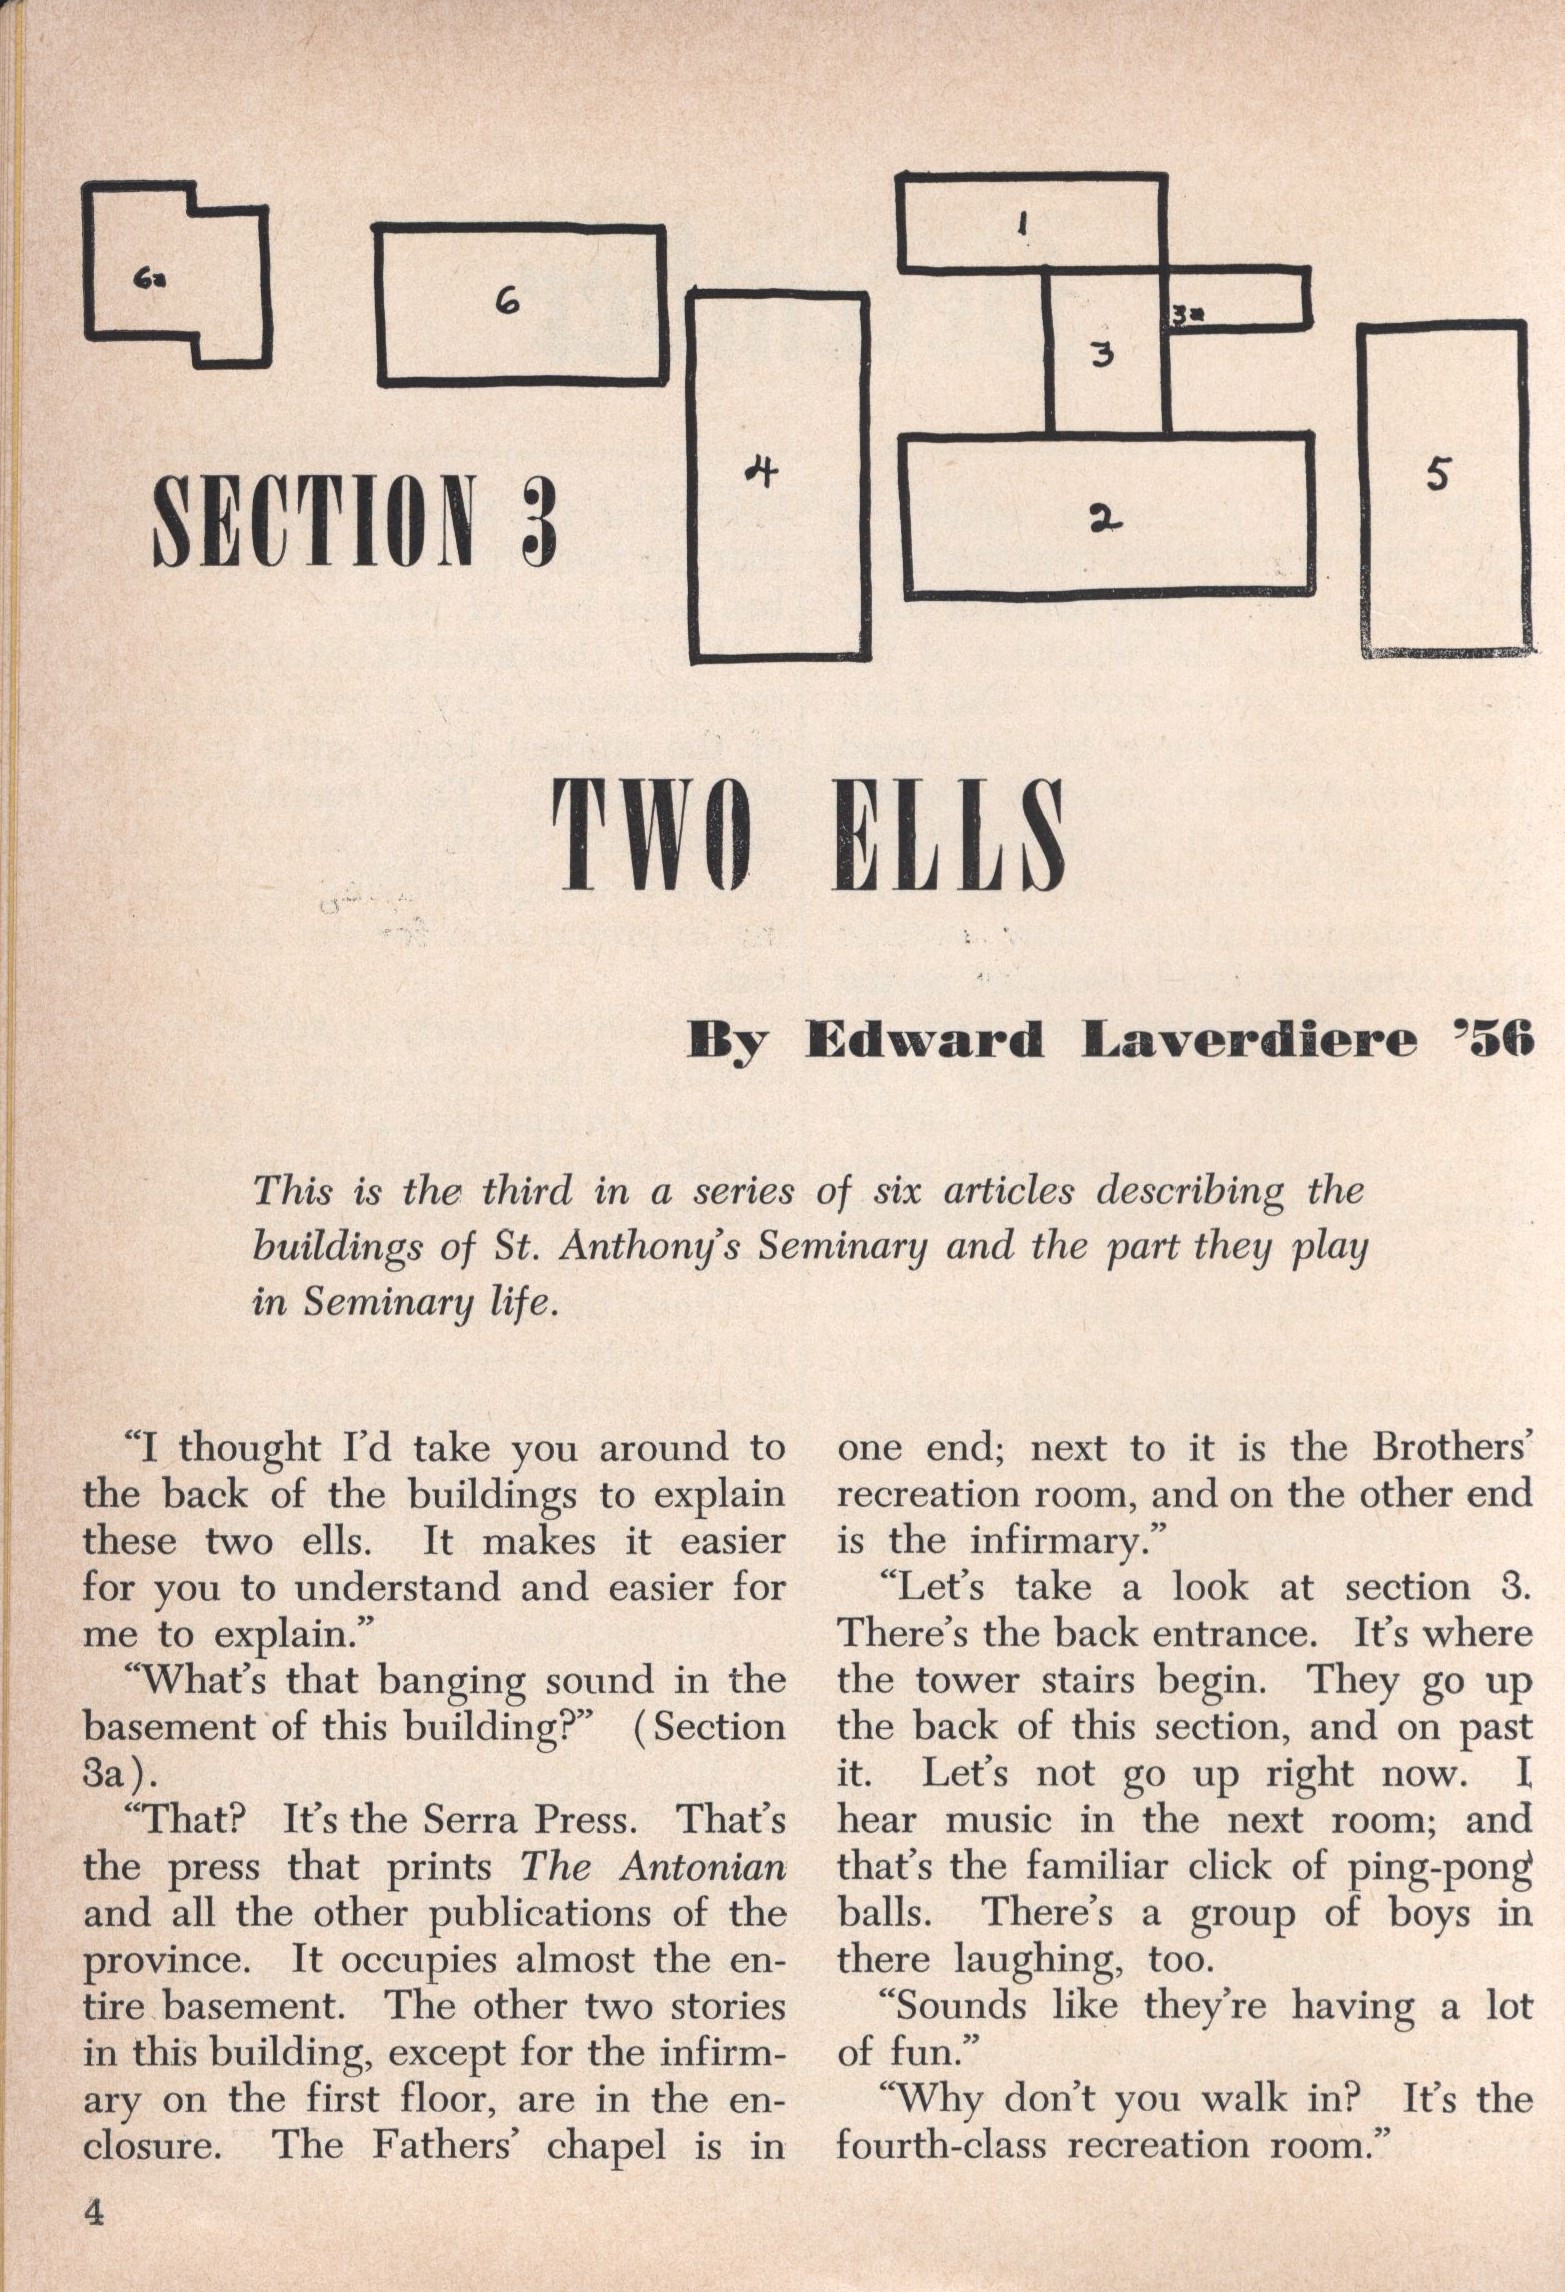 6a
6
1
3a
3
4
2
5
SECTION 3
TWO ELLS
By Edward Laverdiere ’56
This is the third in a series of six articles describing the
buildings of St. Anthony’s Seminary and the part they play
in Seminary life.
“I thought I’d take you around to
the back of the buildings to explain
these two ells. It makes it easier
for you to understand and easier for
me to explain.”
“What’s that banging sound in the
basement of this building?” (Section
3a).
“That? It’s the Serra Press. That’s
the press that prints The Antonian
and all the other publications of the
province. It occupies almost the en-
tire basement. The other two stories
in this building, except for the infirm-
ary on the first floor, are in the en-
closure. The Fathers’ chapel is in
one end; next to it is the Brothers’
recreation room, and on the other end
is the infirmary.”
“Let’s take a look at section 3.
There’s the back entrance. It’s where
the tower stairs begin. They go up
the back of this section, and on past
it. Let’s not go up right now. I
hear music in the next room; and
that’s the familiar click of ping-pong
balls. There’s a group of boys in
there laughing, too.
“Sounds like they’re having a lot
of fun.”
“Why don’t you walk in? It’s the
fourth-class recreation room.”
4